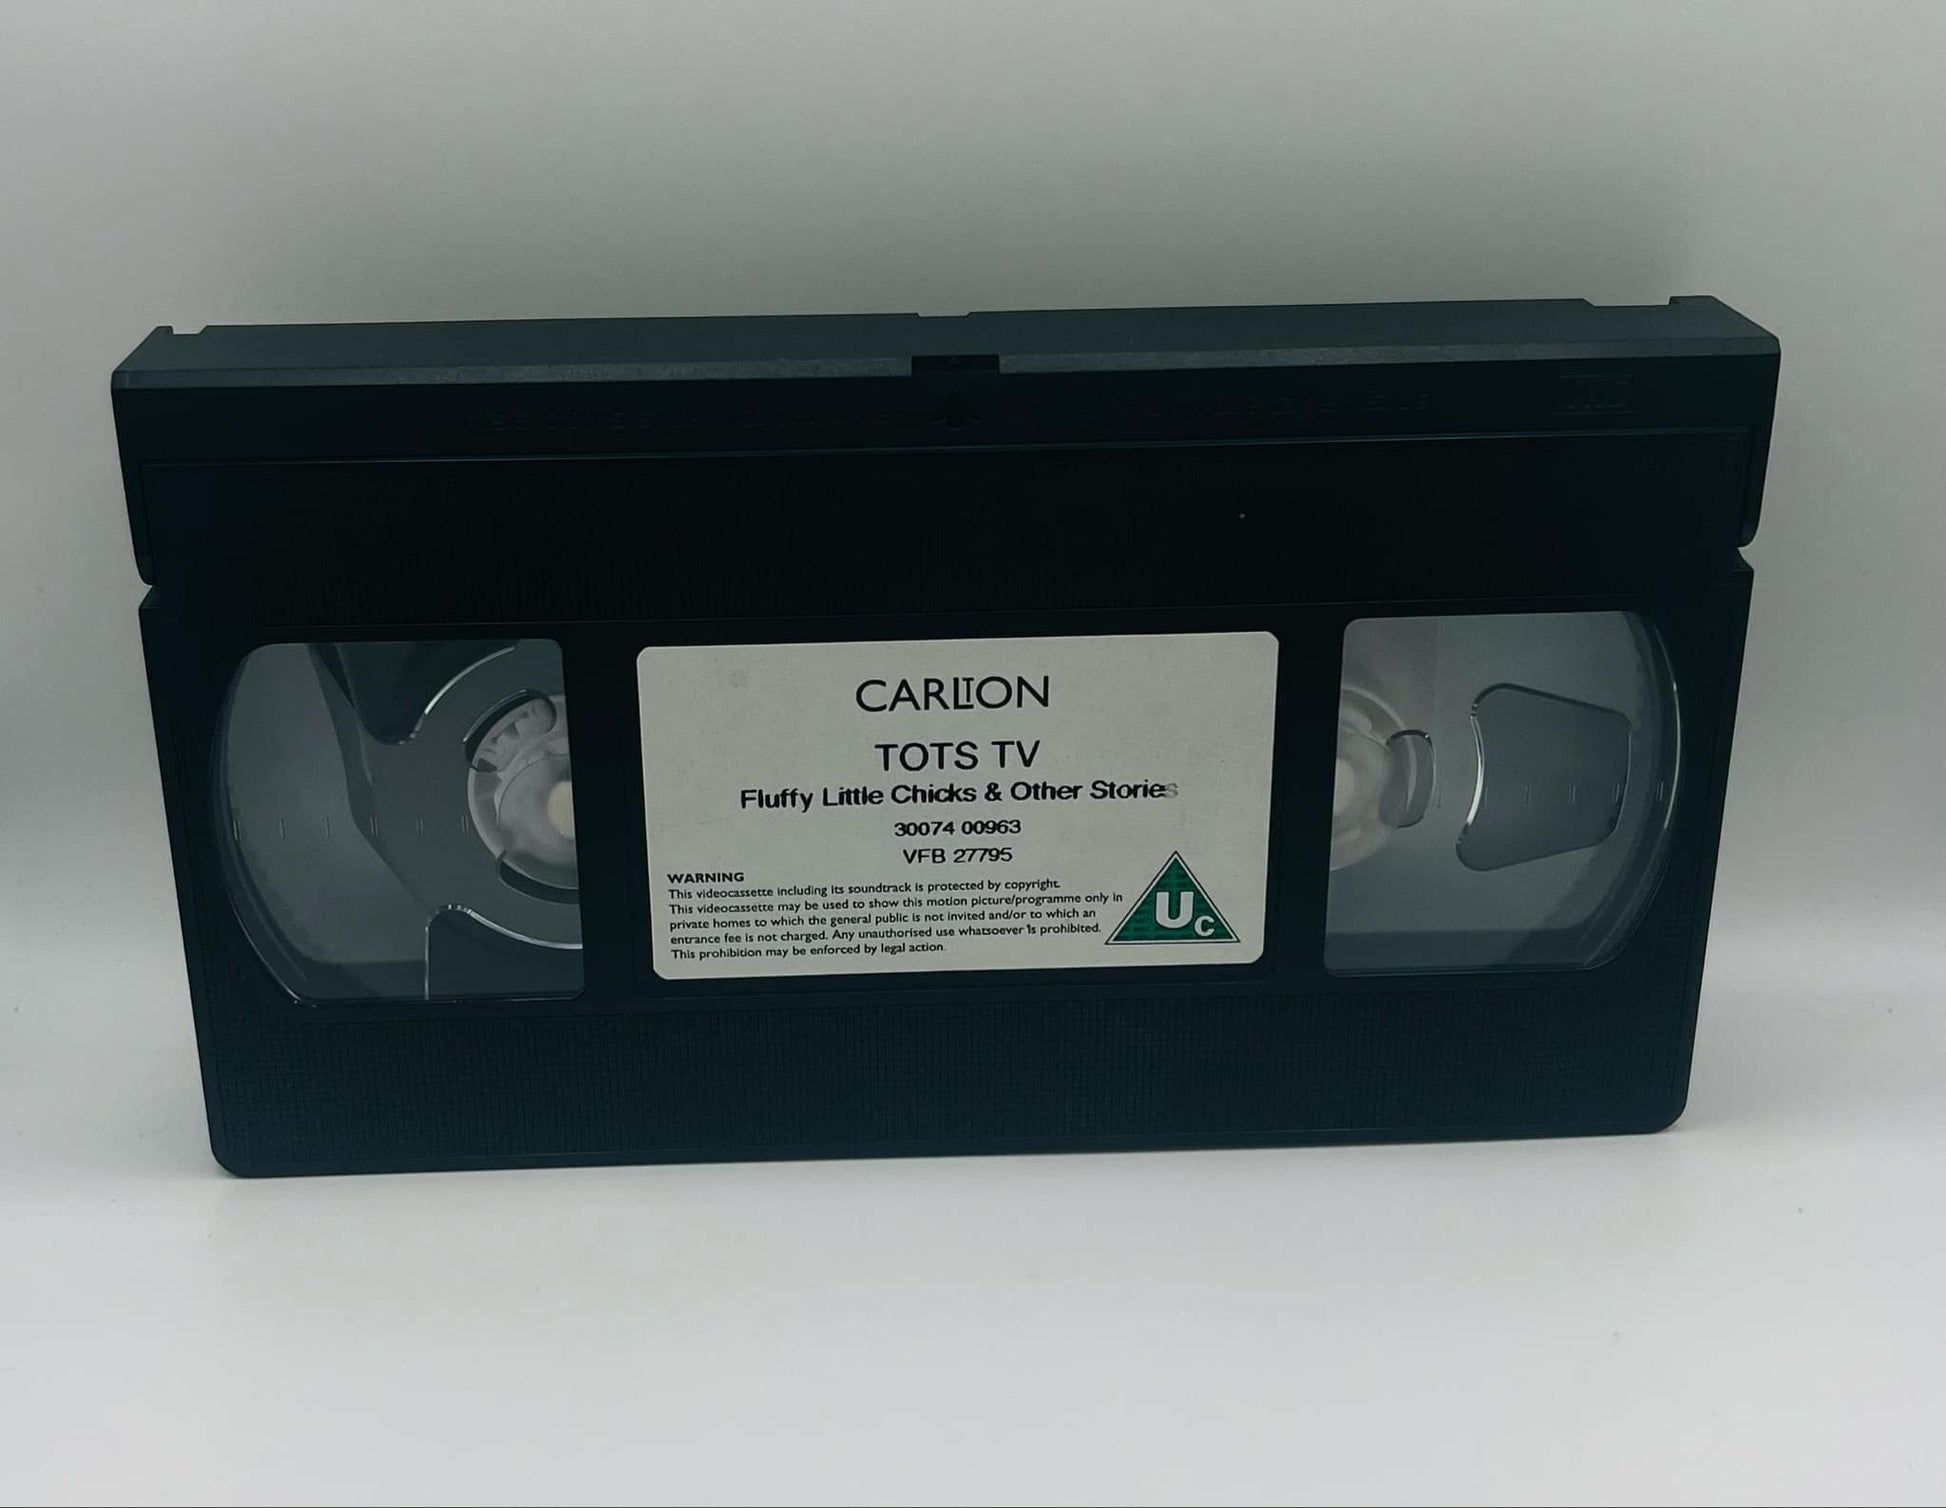 CARLTON
TOTS TV
Fluffy Little Chicks & Other Stories
30074 00963
VFB 27795
WARNING
This videocassette including its soundtrack is protected by copyright.
This videocassette may be used to show this motion picture/programme only in
private homes to which the general public is not invited and/or to which an
entrance fee is not charged. Any unauthorised use whatsoever is prohibited.
This prohibition may be enforced by legal action.
Uc